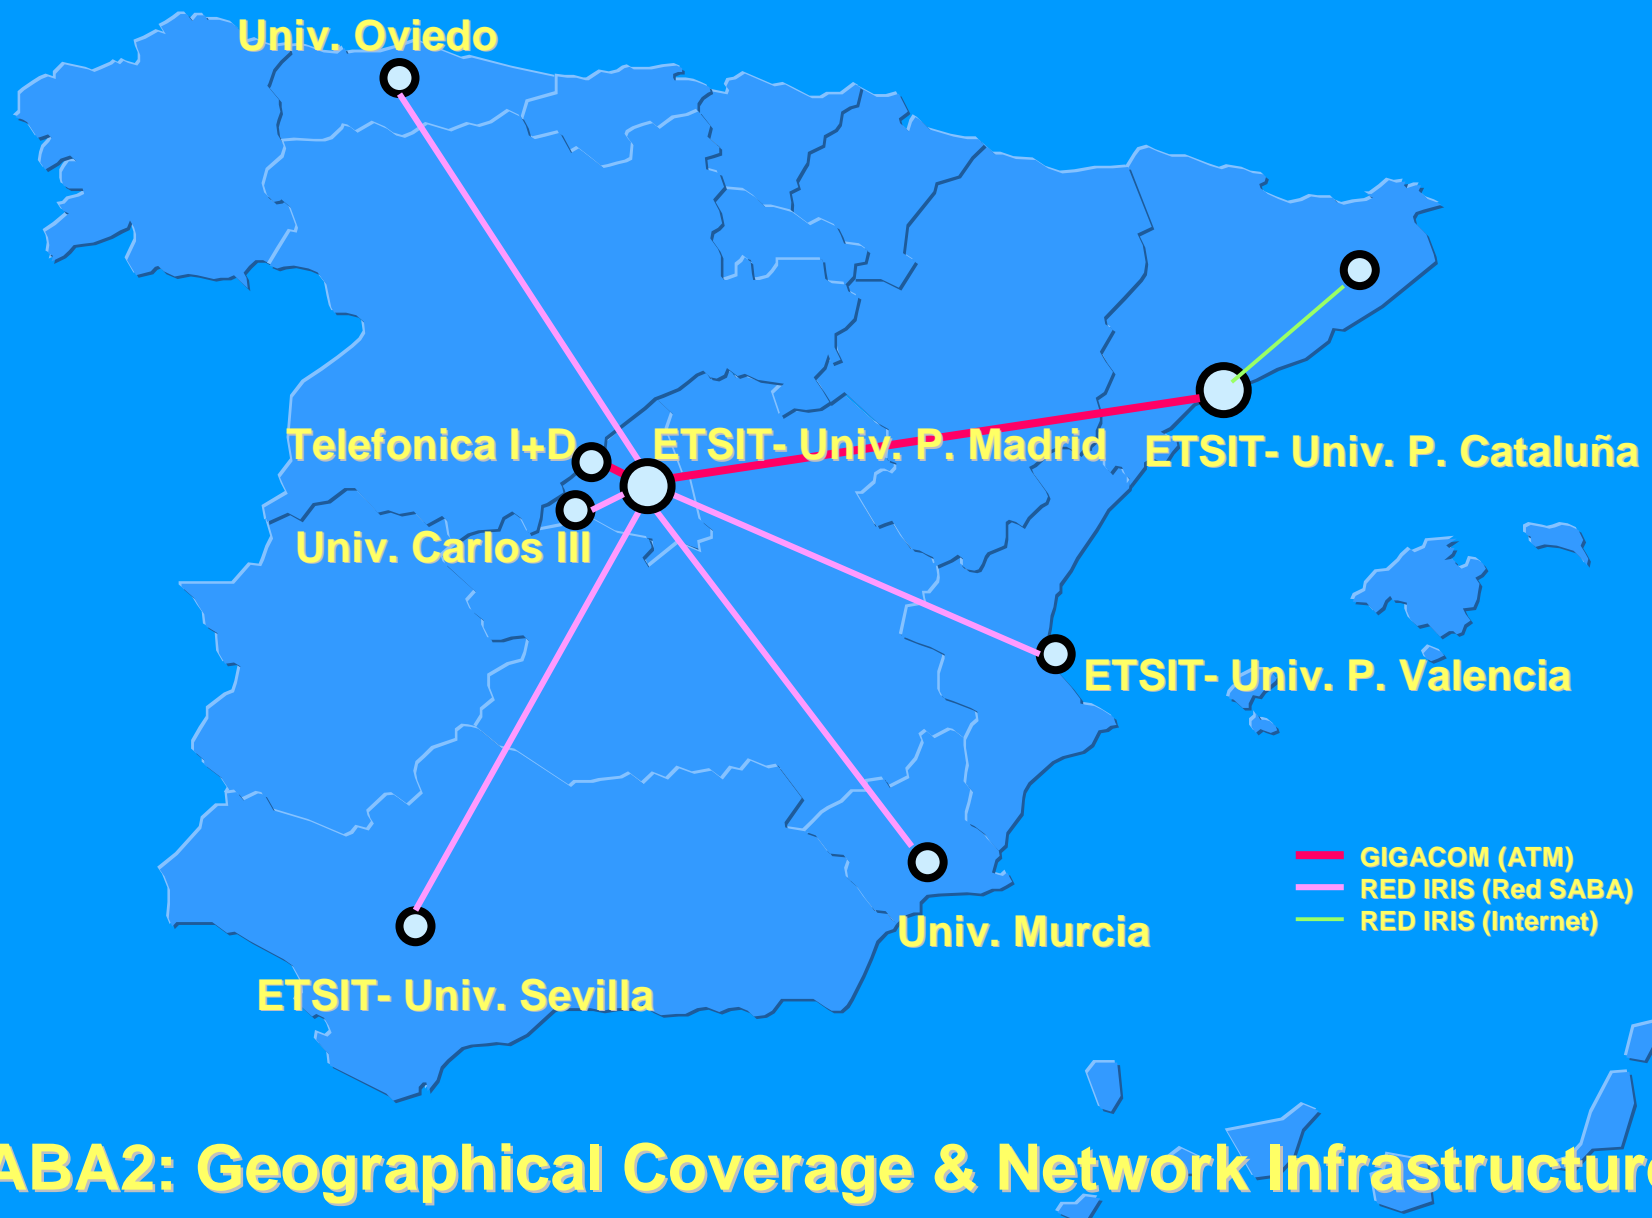 Univ. Oviedo
Telefonica I+D
ETSIT- Univ. P. Madrid
ETSIT- Univ. P. Cataluña
Univ. Carlos III
ETSIT- Univ. P. Valencia
GIGACOM (ATM)
RED IRIS (Red SABA)
RED IRIS (Internet)
Univ. Murcia
ETSIT- Univ. Sevilla
ABA2: Geographical Coverage & Network Infrastructure